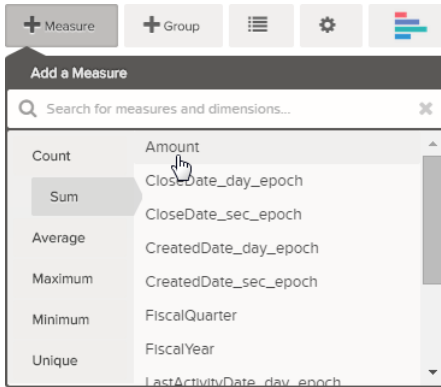 Measure
Group
Add a Measure
Search for measures and dimensions...
Count
Sum
Average
Maximum
Minimum
Unique
Amount
CloseDate_day_epoch
CloseDate_sec_epoch
CreatedDate_day_epoch
CreatedDate_sec_epoch
FiscalQuarter
FiscalYear
LastActivityDate_day_epoch